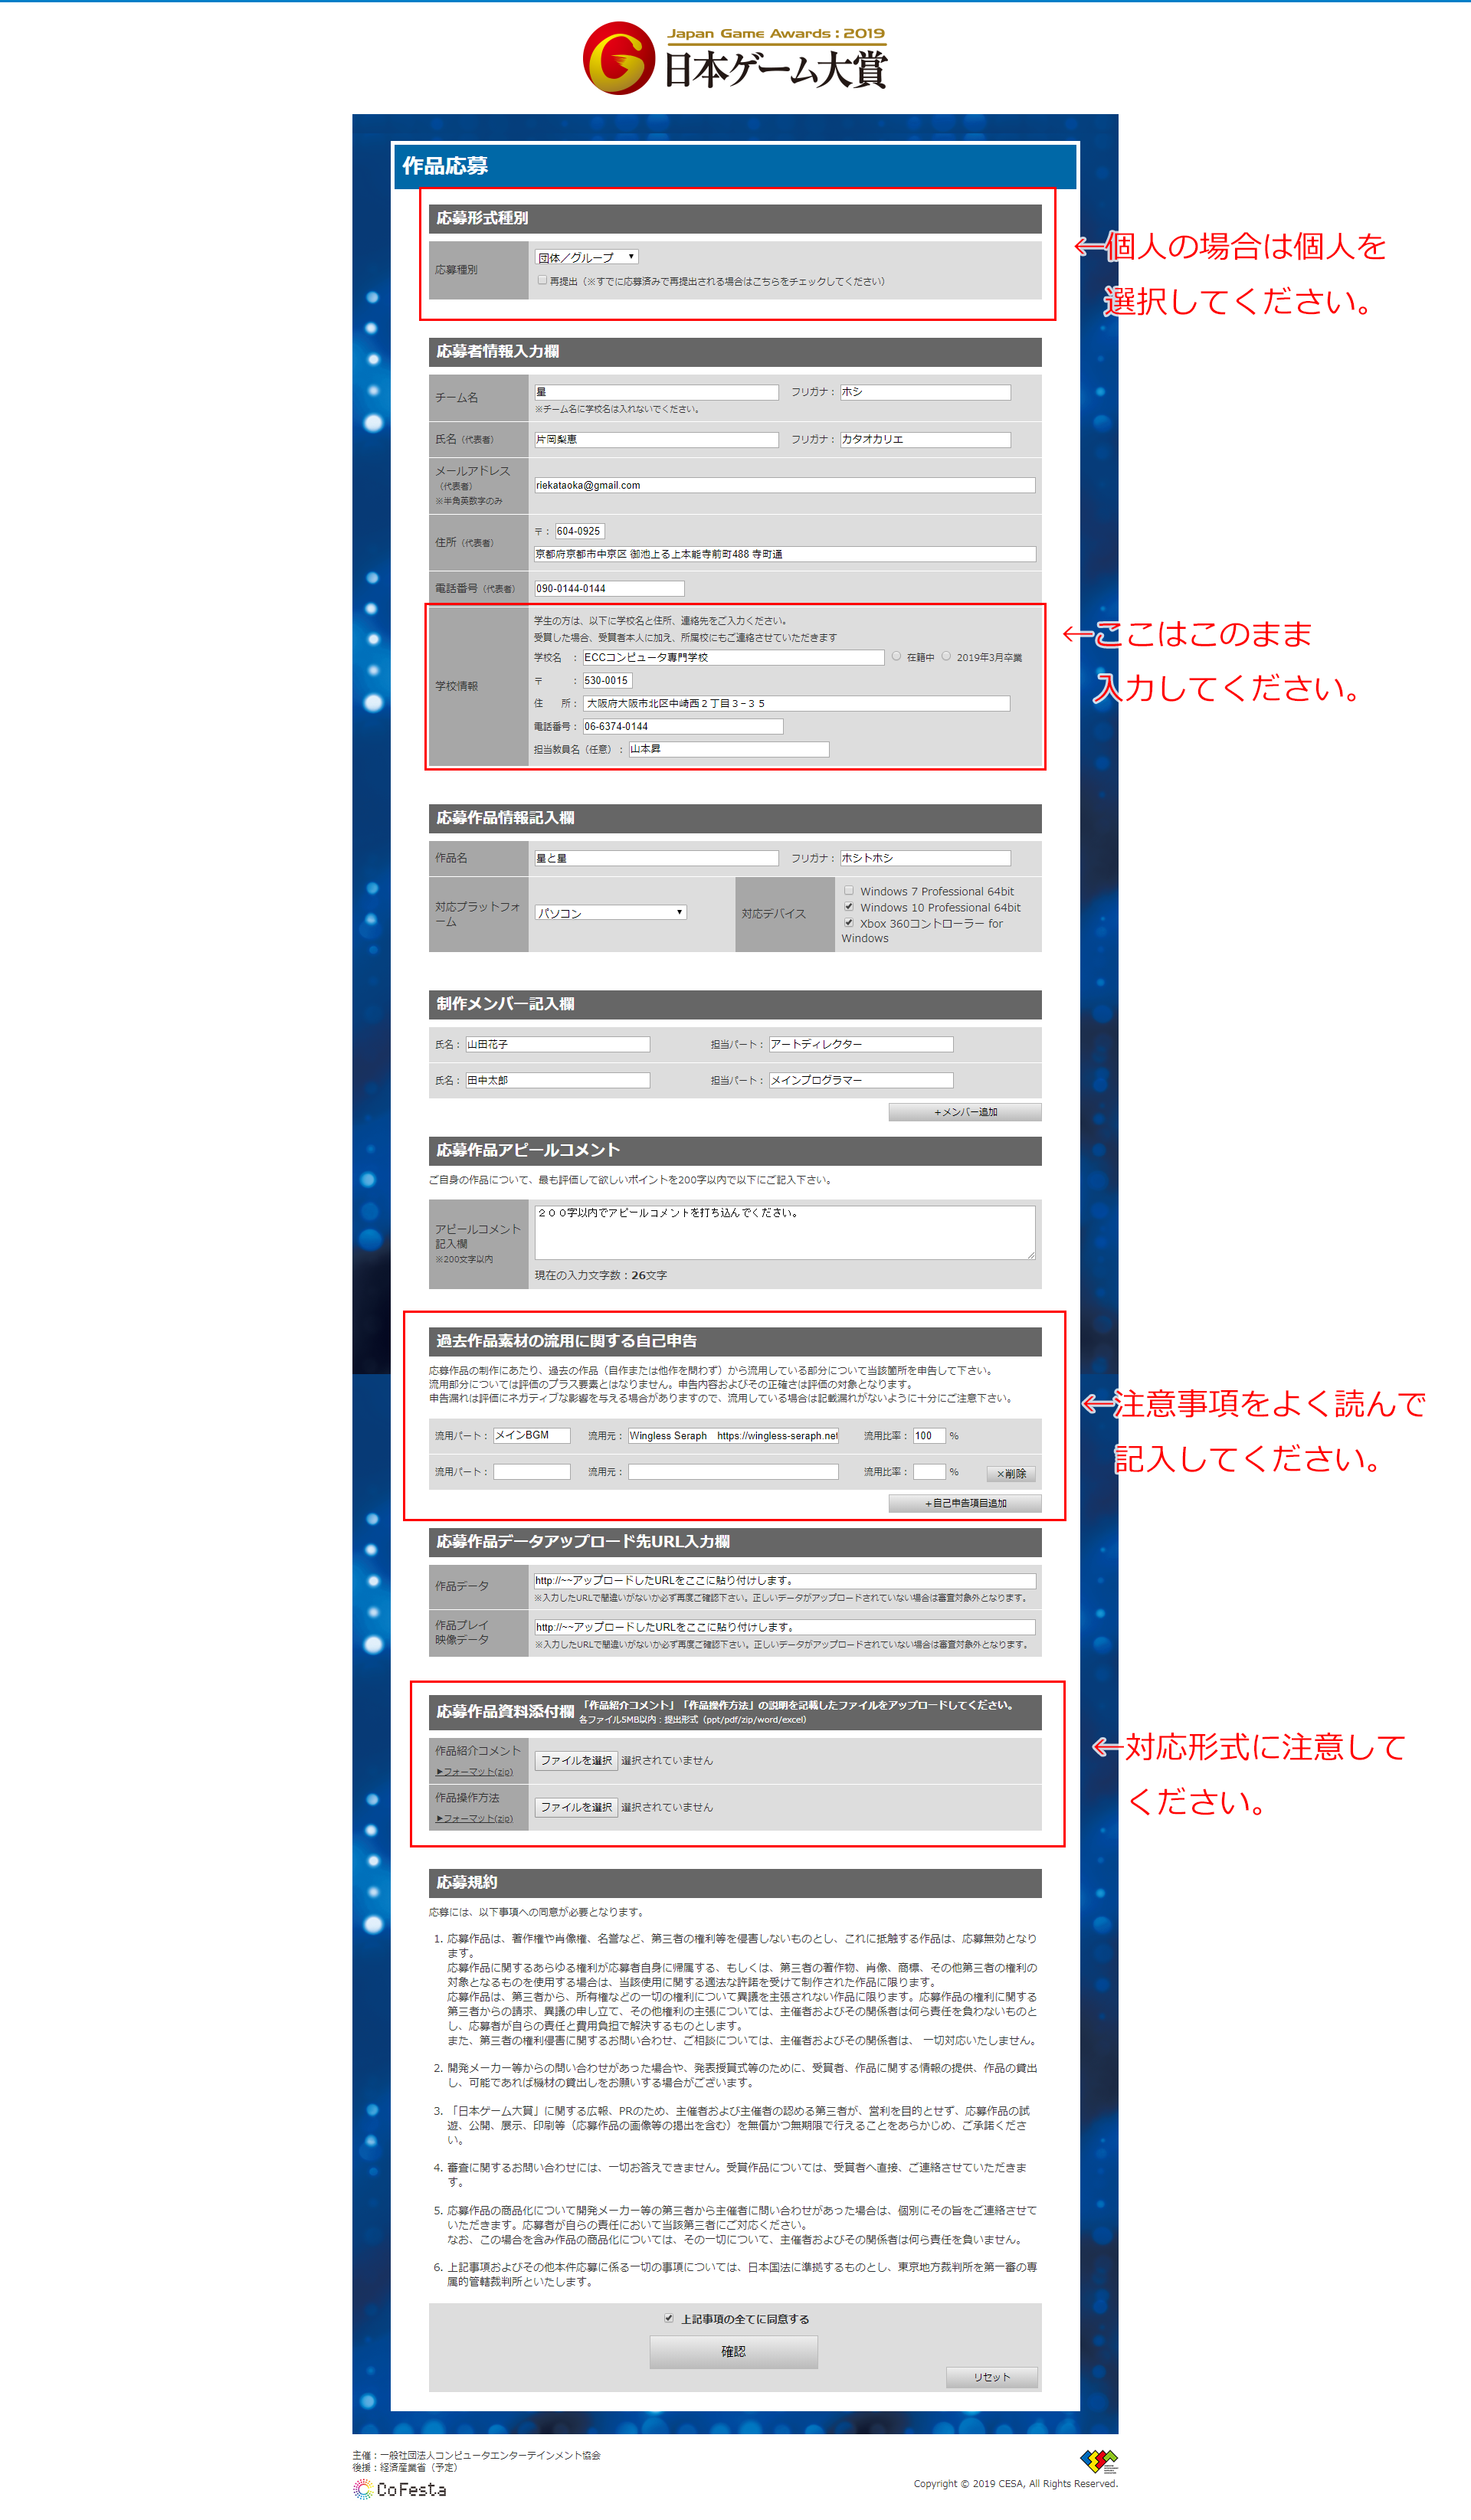 Japan Game Awards : 2019
日本ゲーム大賞
作品応募
応募形式種別
応募種別
団体／グループ
再提出（※すでに応募済みで再提出される場合はこちらをチェックしてください）
←個人の場合は個人を
選択してください。
応募者情報入力欄
チーム名
星
フリガナ：
ホシ
※チーム名に学校名は入れないでください。
氏名（代表者）
片岡梨恵
フリガナ：
カタオカリエ
メールアドレス
（代表者）
※半角英数字のみ
riekataoka@gmail.com
住所（代表者）
〒：
604-0925
京都府京都市中京区 御池上る上本能寺前町488 寺町通
電話番号（代表者）
090-0144-0144
学校情報
学生の方は、以下に学校名と住所、連絡先をご入力ください。
受賞した場合、受賞者本人に加え、所属校にもご連絡させていただきます
学校名 ：
ECCコンピュータ専門学校
在籍中
2019年3月卒業
〒 ：
530-0015
住 所：
大阪府大阪市北区中崎西２丁目３−３５
電話番号：
06-6374-0144
担当教員名（任意）：
山本昇
←ここはこのまま
入力してください。
応募作品情報記入欄
作品名
星と星
フリガナ：
ホシトホシ
対応プラットフォ
ーム
パソコン
対応デバイス
Windows 7 Professional 64bit
Windows 10 Professional 64bit
Xbox 360コントローラー for
Windows
制作メンバー記入欄
氏名：
山田花子
担当パート：
アートディレクター
氏名：
田中太郎
担当パート：
メインプログラマー
+メンバー追加
応募作品アピールコメント
ご自身の作品について、最も評価して欲しいポイントを200字以内で以下にご記入下さい。
アピールコメント
記入欄
※200文字以内
２００字以内でアピールコメントを打ち込んでください。
現在の入力文字数：26文字
過去作品素材の流用に関する自己申告
応募作品の制作にあたり、過去の作品（自作または他作を問わず）から流用している部分について当該箇所を申告して下さい。
流用部分については評価のプラス要素とはなりません。申告内容およびその正確さは評価の対象となります。
申告漏れは評価にネガティブな影響を与える場合がありますので、流用している場合は記載漏れがないように十分にご注意下さい。
流用パート：
メインBGM
流用元：
Wingless Seraph　https://wingless-seraph.net
流用比率：
100
%
流用パート：
流用元：
流用比率：
%
×削除
+自己申告項目追加
←注意事項をよく読んで
記入してください。
応募作品データアップロード先URL入力欄
作品データ
http://~~アップロードしたURLをここに貼り付けします。
※入力したURLで間違いがないか必ず再度ご確認下さい。正しいデータがアップロードされていない場合は審査対象外となります。
作品プレイ
映像データ
http://~~アップロードしたURLをここに貼り付けします。
※入力したURLで間違いがないか必ず再度ご確認下さい。正しいデータがアップロードされていない場合は審査対象外となります。
応募作品資料添付欄
「作品紹介コメント」「作品操作方法」の説明を記載したファイルをアップロードしてください。
各ファイル5MB以内：提出形式（ppt/pdf/zip/word/excel）
作品紹介コメント
►フォーマット(zip)
ファイルを選択 選択されていません
作品操作方法
►フォーマット(zip)
ファイルを選択 選択されていません
←対応形式に注意して
ください。
応募規約
応募には、以下事項への同意が必要となります。
1. 応募作品は、著作権や肖像権、名誉など、第三者の権利等を侵害しないものとし、これに抵触する作品は、応募無効となり
ます。
応募作品に関するあらゆる権利が応募者自身に帰属する、もしくは、第三者の著作物、肖像、商標、その他第三者の権利の
対象となるものを使用する場合は、当該使用に関する適法な許諾を受けて制作された作品に限ります。
応募作品は、第三者から、所有権などの一切の権利について異議を主張されない作品に限ります。応募作品の権利に関する
第三者からの請求、異議の申し立て、その他権利の主張については、主催者およびその関係者は何ら責任を負わないものと
し、応募者が自らの責任と費用負担で解決するものとします。
また、第三者の権利侵害に関するお問い合わせ、ご相談については、主催者およびその関係者は、 一切対応いたしません。
2. 開発メーカー等からの問い合わせがあった場合や、発表授賞式等のために、受賞者、作品に関する情報の提供、作品の貸出
し、可能であれば機材の貸出しをお願いする場合がございます。
3. 「日本ゲーム大賞」に関する広報、PRのため、主催者および主催者の認める第三者が、営利を目的とせず、応募作品の試
遊、公開、展示、印刷等（応募作品の画像等の掲出を含む）を無償かつ無期限で行えることをあらかじめ、ご承諾くださ
い。
4. 審査に関するお問い合わせには、一切お答えできません。受賞作品については、受賞者へ直接、ご連絡させていただきま
す。
5. 応募作品の商品化について開発メーカー等の第三者から主催者に問い合わせがあった場合は、個別にその旨をご連絡させて
いただきます。応募者が自らの責任において当該第三者にご対応ください。
なお、この場合を含み作品の商品化については、その一切について、主催者およびその関係者は何ら責任を負いません。
6. 上記事項およびその他本件応募に係る一切の事項については、日本国法に準拠するものとし、東京地方裁判所を第一審の専
属的管轄裁判所といたします。
上記事項の全てに同意する
確認
リセット
主催：一般社団法人コンピュータエンターテインメント協会
後援：経済産業省（予定）
CoFesta
Copyright © 2019 CESA, All Rights Reserved.